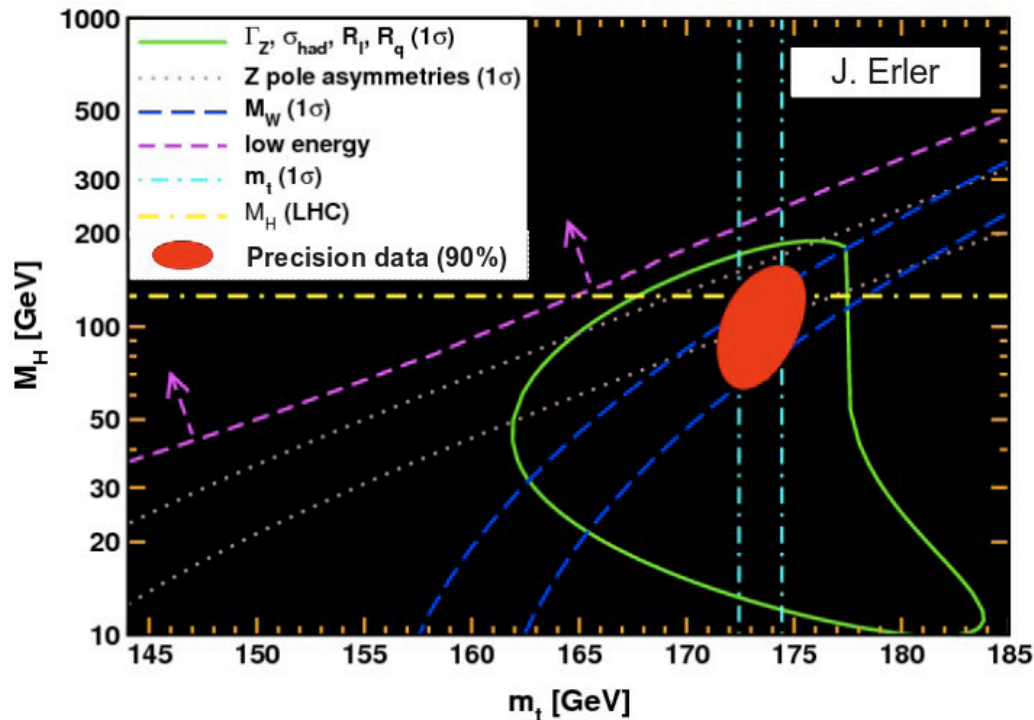 1000
500
300
200
100
50
30
20
10
M_H [GeV]
Γ_Z, σ_had, R_l, R_q (1σ)
Z pole asymmetries (1σ)
M_W (1σ)
low energy
m_t (1σ)
M_H (LHC)
Precision data (90%)
J. Erler
145 150 155 160 165 170 175 180 185
m_t [GeV]